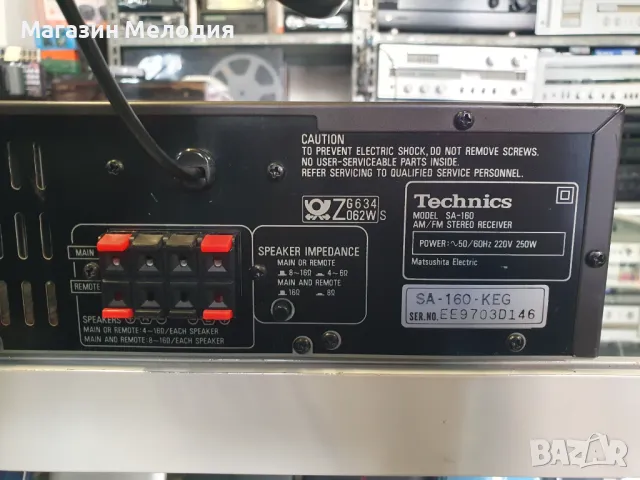 Магазин Мелодия
Магазин Мелодия
CAUTION
TO PREVENT ELECTRIC SHOCK, DO NOT REMOVE SCREWS.
NO USER-SERVICEABLE PARTS INSIDE.
REFER SERVICING TO QUALIFIED SERVICE PERSONNEL.
Z G634
062W S
Technics
MODEL SA-160
AM/FM STEREO RECEIVER
POWER:∿50/60Hz 220V 250W
Matsushita Electric
SPEAKER IMPEDANCE
MAIN OR REMOTE
8~16Ω 4~6Ω
MAIN AND REMOTE
16Ω 8Ω
MAIN
REMOTE
SPEAKERS
MAIN OR REMOTE:4-16Ω/EACH SPEAKER
MAIN AND REMOTE:8-16Ω/EACH SPEAKER
SA-160-KEG
SER.NO.EE9703D146
BAZAR